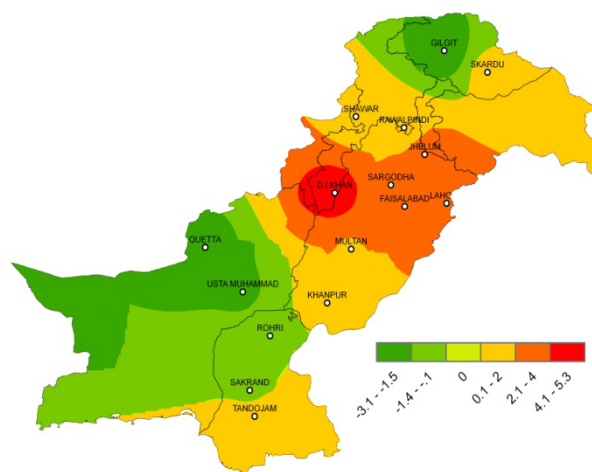 GILGIT
SKARDU
SHAWAR
RAWALPINDI
JHELUM
SARGODHA
D.I KHAN
FAISALABAD
LAHO
MULTAN
QUETTA
USTA MUHAMMAD
KHANPUR
ROHRI
SAKRAND
TANDOJAM
-3.1 - -1.5
-1.4 - -.1
0
0.1 - 2
2.1 - 4
4.1 - 5.3